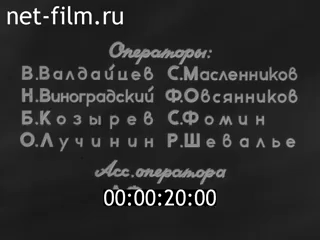 net-film.ru
Операторы:
В.Валдайцев С.Масленников
Н.Виноградский Ф.Овсянников
Б.Козырев С.Фомин
О.Лучинин Р.Шевалье
Асс.оператора
00:00:20:00